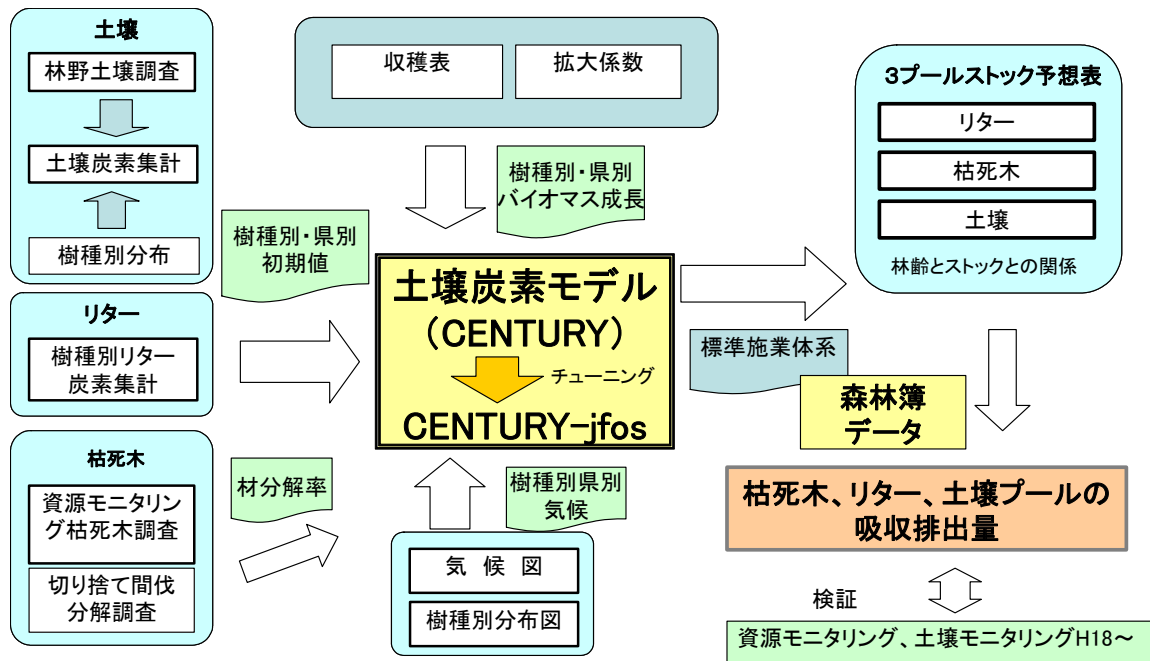 土壌
林野土壌調査
土壌炭素集計
樹種別分布
リター
樹種別リター
炭素集計
枯死木
資源モニタリン
グ枯死木調査
切り捨て間伐
分解調査
樹種別・県別
初期値
材分解率
収穫表
拡大係数
樹種別・県別
バイオマス成長
土壌炭素モデル
(CENTURY)
チューニング
CENTURY-jfos
樹種別県別
気候
気 候 図
樹種別分布図
3プールストック予想表
リター
枯死木
土壌
林齢とストックとの関係
標準施業体系
森林簿
データ
枯死木、リター、土壌プールの
吸収排出量
検証
資源モニタリング、土壌モニタリングH18~